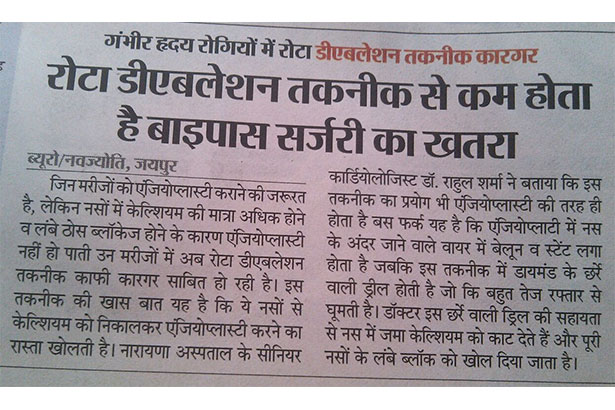 गंभीर हृदय रोगियों में रोटा डीएबलेशन तकनीक कारगर
रोटा डीएबलेशन तकनीक से कम होता
है बाइपास सर्जरी का खतरा
ब्यूरो/नवज्योति, जयपुर
जिन मरीजों को एंजियोप्लास्टी कराने की जरूरत
है, लेकिन नसों में केल्शियम की मात्रा अधिक होने
व लंबे ठोस ब्लॉकेज होने के कारण एंजियोप्लास्टी
नहीं हो पाती उन मरीजों में अब रोटा डीएबलेशन
तकनीक काफी कारगर साबित हो रही है। इस
तकनीक की खास बात यह है कि ये नसों से
केल्शियम को निकालकर एंजियोप्लास्टी करने का
रास्ता खोलती है। नारायणा अस्पताल के सीनियर
कार्डियोलोजिस्ट डॉ. राहुल शर्मा ने बताया कि इस
तकनीक का प्रयोग भी एंजियोप्लास्टी की तरह ही
होता है बस फर्क यह है कि एंजियोप्लाटी में नस
के अंदर जाने वाले वायर में बेलून व स्टेंट लगा
होता है जबकि इस तकनीक में डायमंड के छर्रे
वाली ड्रील होती है जो कि बहुत तेज रफ्तार से
घूमती है। डॉक्टर इस छर्रे वाली ड्रिल की सहायता
से नस में जमा केल्शियम को काट देते हैं और पूरी
नसों के लंबे ब्लॉक को खोल दिया जाता है।